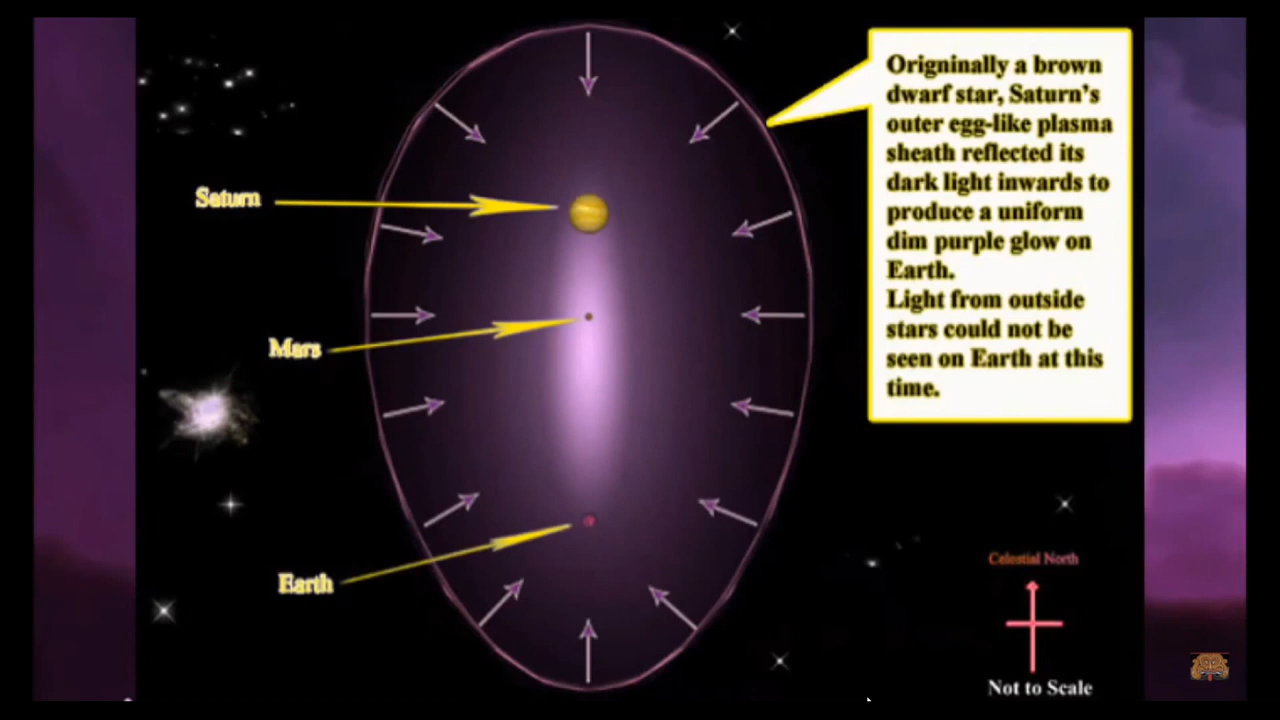 Origninally a brown
dwarf star, Saturn's
outer egg-like plasma
sheath reflected its
dark light inwards to
produce a uniform
dim purple glow on
Earth.
Light from outside
stars could not be
seen on Earth at this
time.
Saturn
Mars
Earth
Celestial North
Not to Scale